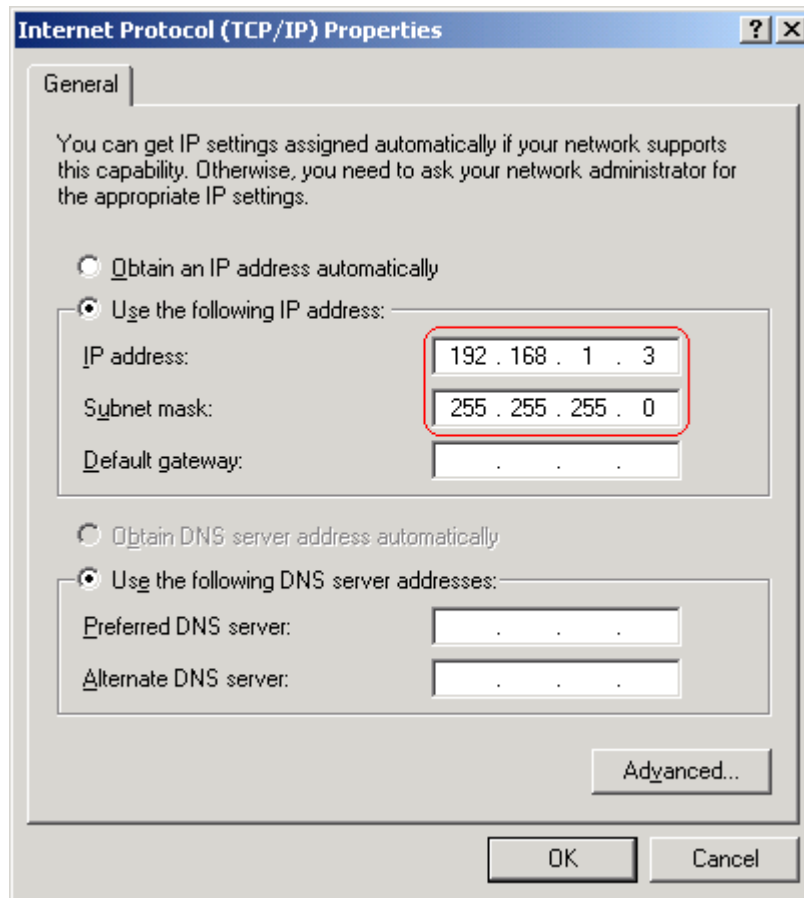 Internet Protocol (TCP/IP) Properties
General
You can get IP settings assigned automatically if your network supports
this capability. Otherwise, you need to ask your network administrator for
the appropriate IP settings.
Obtain an IP address automatically
Use the following IP address:
IP address: 192 . 168 . 1 . 3
Subnet mask: 255 . 255 . 255 . 0
Default gateway: . . .
Obtain DNS server address automatically
Use the following DNS server addresses:
Preferred DNS server: . . .
Alternate DNS server: . . .
Advanced...
OK Cancel